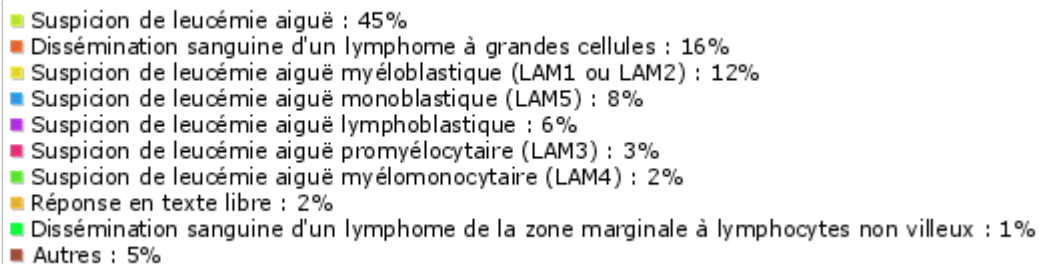 Suspicion de leucémie aiguë : 45%
Dissémination sanguine d'un lymphome à grandes cellules : 16%
Suspicion de leucémie aiguë myéloblastique (LAM1 ou LAM2) : 12%
Suspicion de leucémie aiguë monoblastique (LAM5) : 8%
Suspicion de leucémie aiguë lymphoblastique : 6%
Suspicion de leucémie aiguë promyélocytaire (LAM3) : 3%
Suspicion de leucémie aiguë myélomonocytaire (LAM4) : 2%
Réponse en texte libre : 2%
Dissémination sanguine d'un lymphome de la zone marginale à lymphocytes non villeux : 1%
Autres : 5%